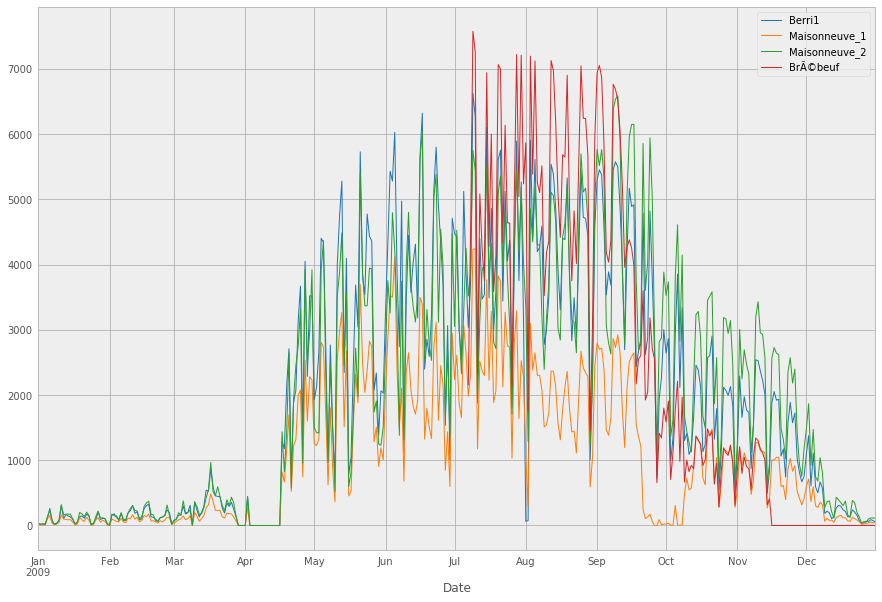 Berri1
Maisonneuve_1
Maisonneuve_2
BrÃ©beuf
7000
6000
5000
4000
3000
2000
1000
0
Jan Feb Mar Apr May Jun Jul Aug Sep Oct Nov Dec
2009
Date